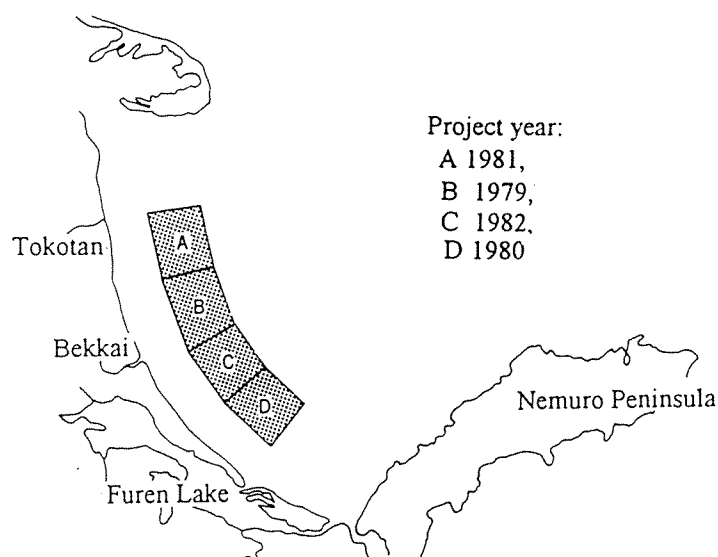 Project year:
A 1981,
B 1979,
C 1982,
D 1980
A
Tokotan
B
Bekkai
C
D
Nemuro Peninsula
Furen Lake